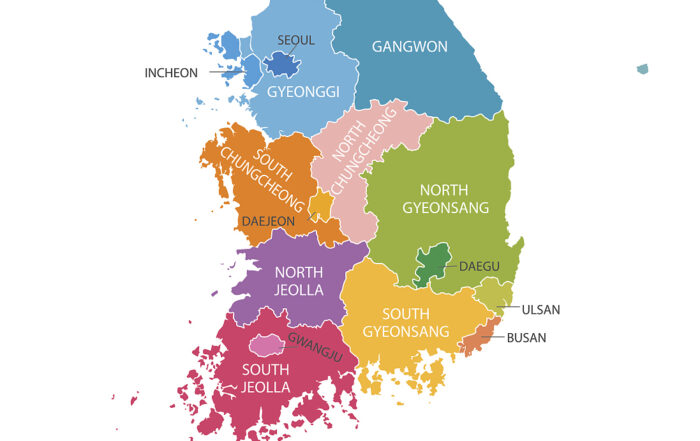 SEOUL
GANGWON
INCHEON
GYEONGGI
NORTH
CHUNGCHEONG
SOUTH
CHUNGCHEONG
NORTH
GYEONSANG
DAEJEON
DAEGU
NORTH
JEOLLA
ULSAN
SOUTH
GYEONSANG
BUSAN
GWANGJU
SOUTH
JEOLLA